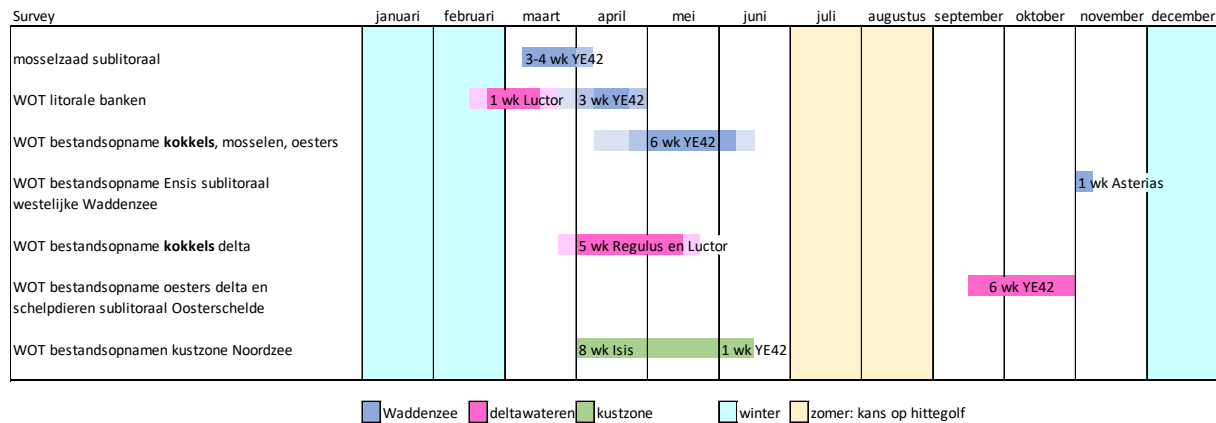 Survey januari februari maart april mei juni juli augustus september oktober november december
mosselzaad sublitoraal 3-4 wk YE42
WOT litorale banken 1 wk Luctor 3 wk YE42
WOT bestandsopname kokkels, mosselen, oesters 6 wk YE42
WOT bestandsopname Ensis sublitoraal 1 wk Asterias
westelijke Waddenzee
WOT bestandsopname kokkels delta 5 wk Regulus en Luctor
WOT bestandsopname oesters delta en 6 wk YE42
schelpdieren sublitoraal Oosterschelde
WOT bestandsopnamen kustzone Noordzee 8 wk Isis 1 wk YE42
Waddenzee deltawateren kustzone winter zomer: kans op hittegolf